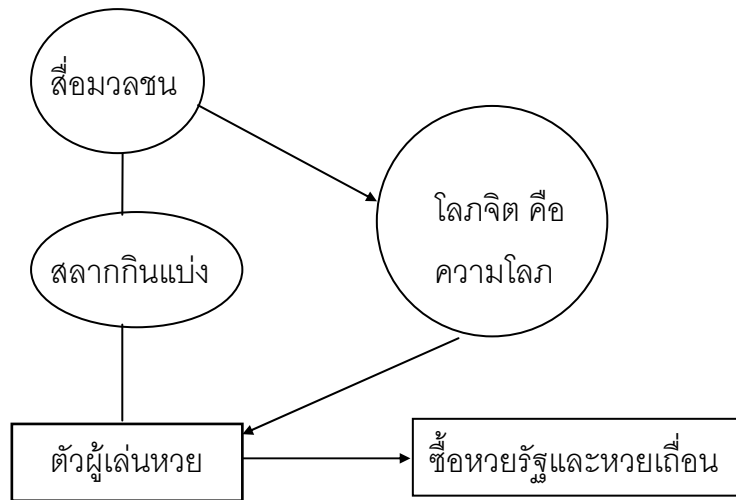 สื่อมวลชน
โลภจิต คือ
ความโลภ
สลากกินแบ่ง
ตัวผู้เล่นหวย
ซื้อหวยรัฐและหวยเถื่อน